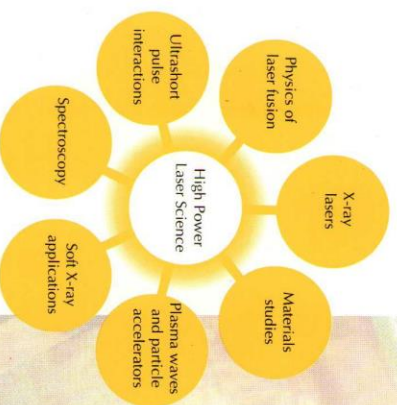 X-ray
lasers
Physics of
laser fusion
Materials
studies
High Power
Laser Science
Ultrashort
pulse
interactions
Plasma waves
and particle
accelerators
Spectroscopy
Soft X-ray
applications